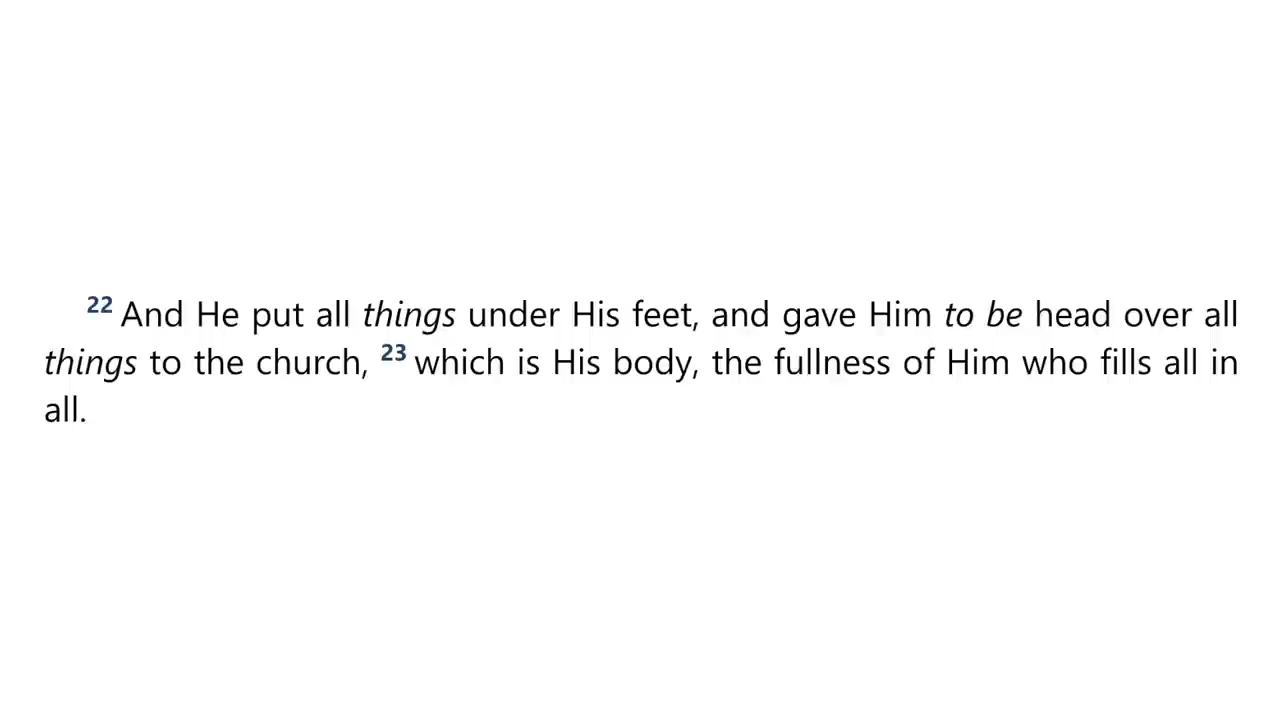 22 And He put all things under His feet, and gave Him to be head over all
things to the church, 23 which is His body, the fullness of Him who fills all in
all.